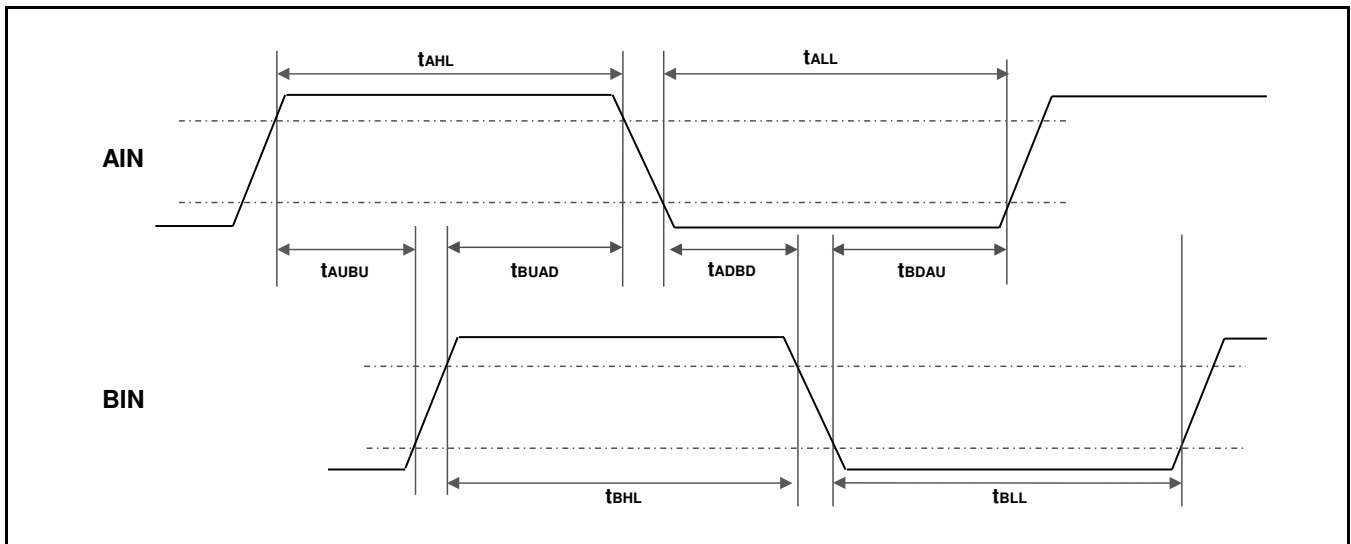 tAHL
tALL
AIN
tAUBU
tBUAD
tADBD
tBDAU
BIN
tBHL
tBLL